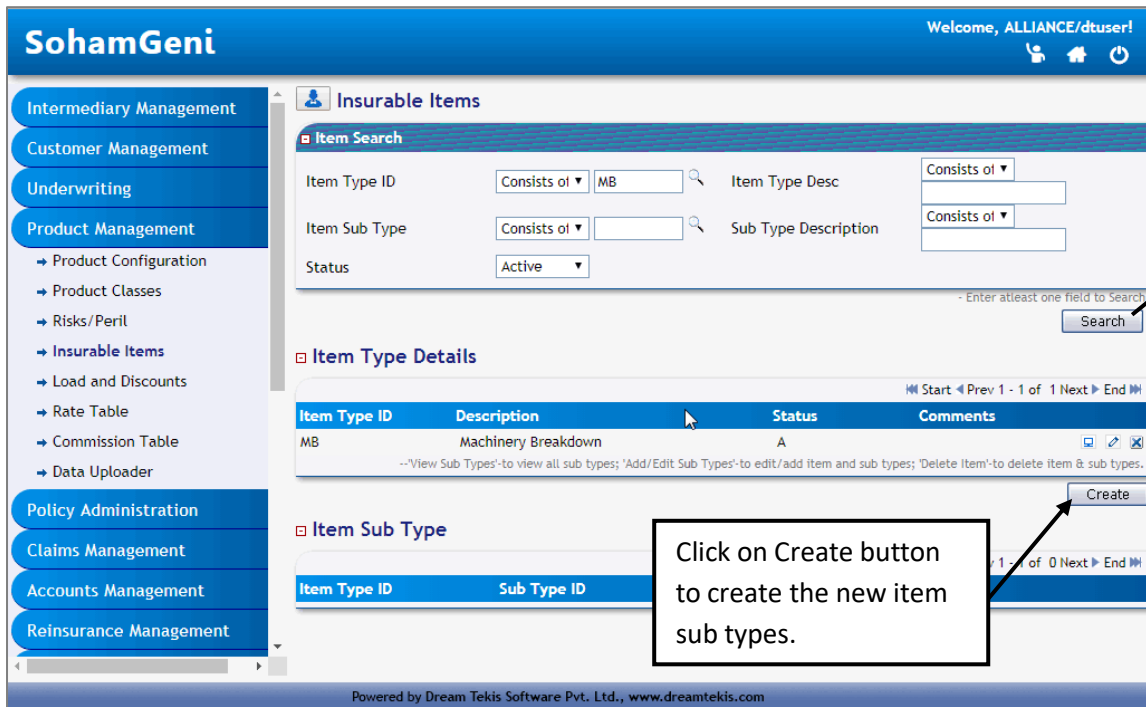 SohamGeni
Welcome, ALLIANCE/dtuser!
Intermediary Management
Customer Management
Underwriting
Product Management
Product Configuration
Product Classes
Risks/Peril
Insurable Items
Load and Discounts
Rate Table
Commission Table
Data Uploader
Policy Administration
Claims Management
Accounts Management
Reinsurance Management
Insurable Items
Item Search
Item Type ID Consists of MB Item Type Desc Consists of
Item Sub Type Consists of Sub Type Description Consists of
Status Active
- Enter atleast one field to Search
Search
Item Type Details
Start Prev 1 - 1 of 1 Next End
Item Type ID Description Status Comments
MB Machinery Breakdown A
--'View Sub Types'-to view all sub types; 'Add/Edit Sub Types'-to edit/add item and sub types; 'Delete Item'-to delete item & sub types.
Create
Item Sub Type
1 - 1 of 0 Next End
Item Type ID Sub Type ID
Click on Create button
to create the new item
sub types.
Powered by Dream Tekis Software Pvt. Ltd., www.dreamtekis.com